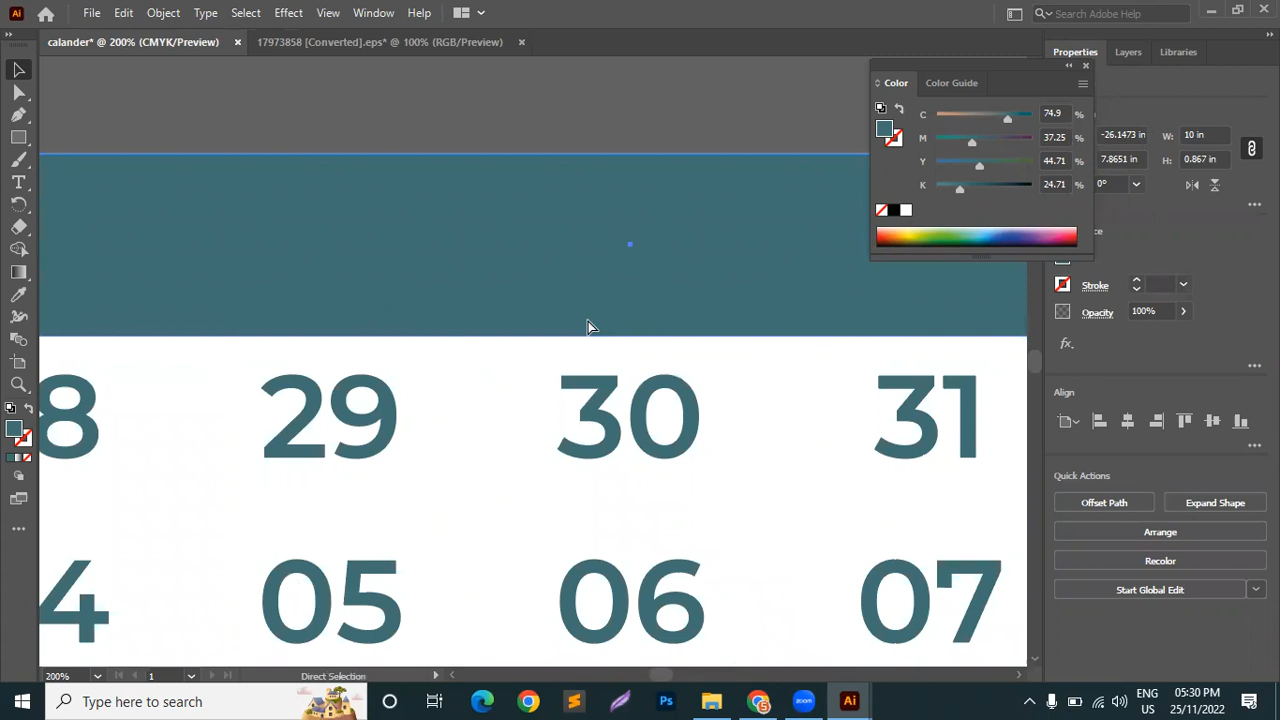 Ai File Edit Object Type Select Effect View Window Help Search Adobe Help
calander* @ 200% (CMYK/Preview) 17973858 [Converted].eps* @ 100% (RGB/Preview)
Properties Layers Libraries
Color Color Guide
C 74.9 %
M 37.25 %
Y 44.71 %
K 24.71 %
-26.1473 in W: 10 in
7.8651 in H: 0.867 in
0°
Stroke
Opacity 100%
fx.
Align
Quick Actions
Offset Path Expand Shape
Arrange
Recolor
Start Global Edit
8 29 30 31
4 05 06 07
200% 1 Direct Selection
Type here to search
Ps zoom Ai
ENG
US
05:30 PM
25/11/2022